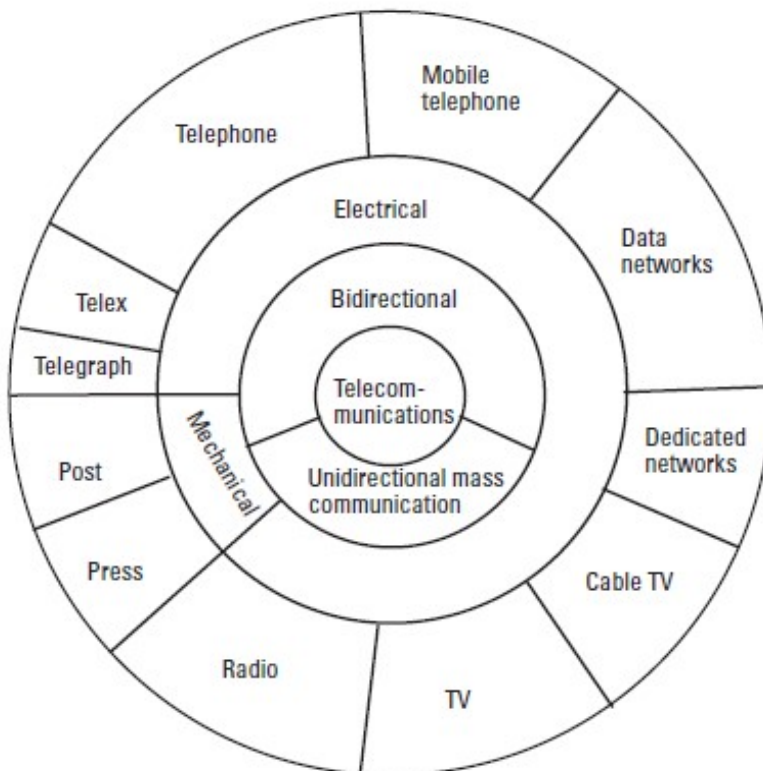 Mobile
telephone
Telephone
Electrical
Data
networks
Bidirectional
Telex
Telegraph
Telecom-
munications
Mechanical
Dedicated
networks
Post
Unidirectional mass
communication
Press
Cable TV
Radio
TV